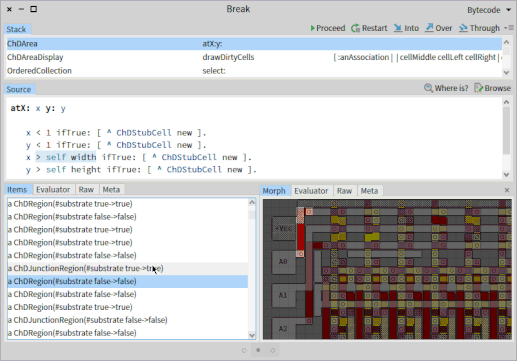 Break
Bytecode
Stack
Proceed Restart Into Over Through
ChDArea atX:y:
ChDAreaDisplay drawDirtyCells [ :anAssociation | | cellMiddle cellLeft cellRight | c
OrderedCollection select:
Source
Where is? Browse
atX: x y: y
x < 1 ifTrue: [ ^ ChDStubCell new ].
y < 1 ifTrue: [ ^ ChDStubCell new ].
x > self width ifTrue: [ ^ ChDStubCell new ].
y > self height ifTrue: [ ^ ChDStubCell new ].
Items Evaluator Raw Meta
a ChDRegion(#substrate true->true)
a ChDRegion(#substrate false->false)
a ChDRegion(#substrate true->true)
a ChDRegion(#substrate true->true)
a ChDRegion(#substrate false->false)
a ChDJunctionRegion(#substrate true->true)
a ChDRegion(#substrate false->false)
a ChDRegion(#substrate false->false)
a ChDRegion(#substrate true->true)
a ChDJunctionRegion(#substrate false->false)
a ChDRegion(#substrate false->false)
Morph Evaluator Raw Meta
+Vcc
A0
A1
A2